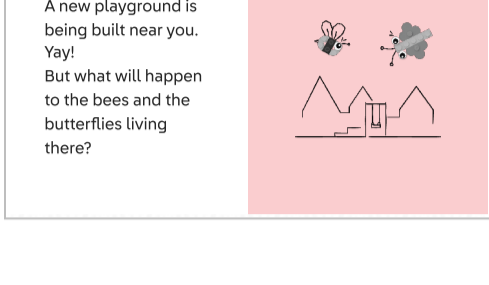 A new playground is
being built near you.
Yay!
But what will happen
to the bees and the
butterflies living
there?